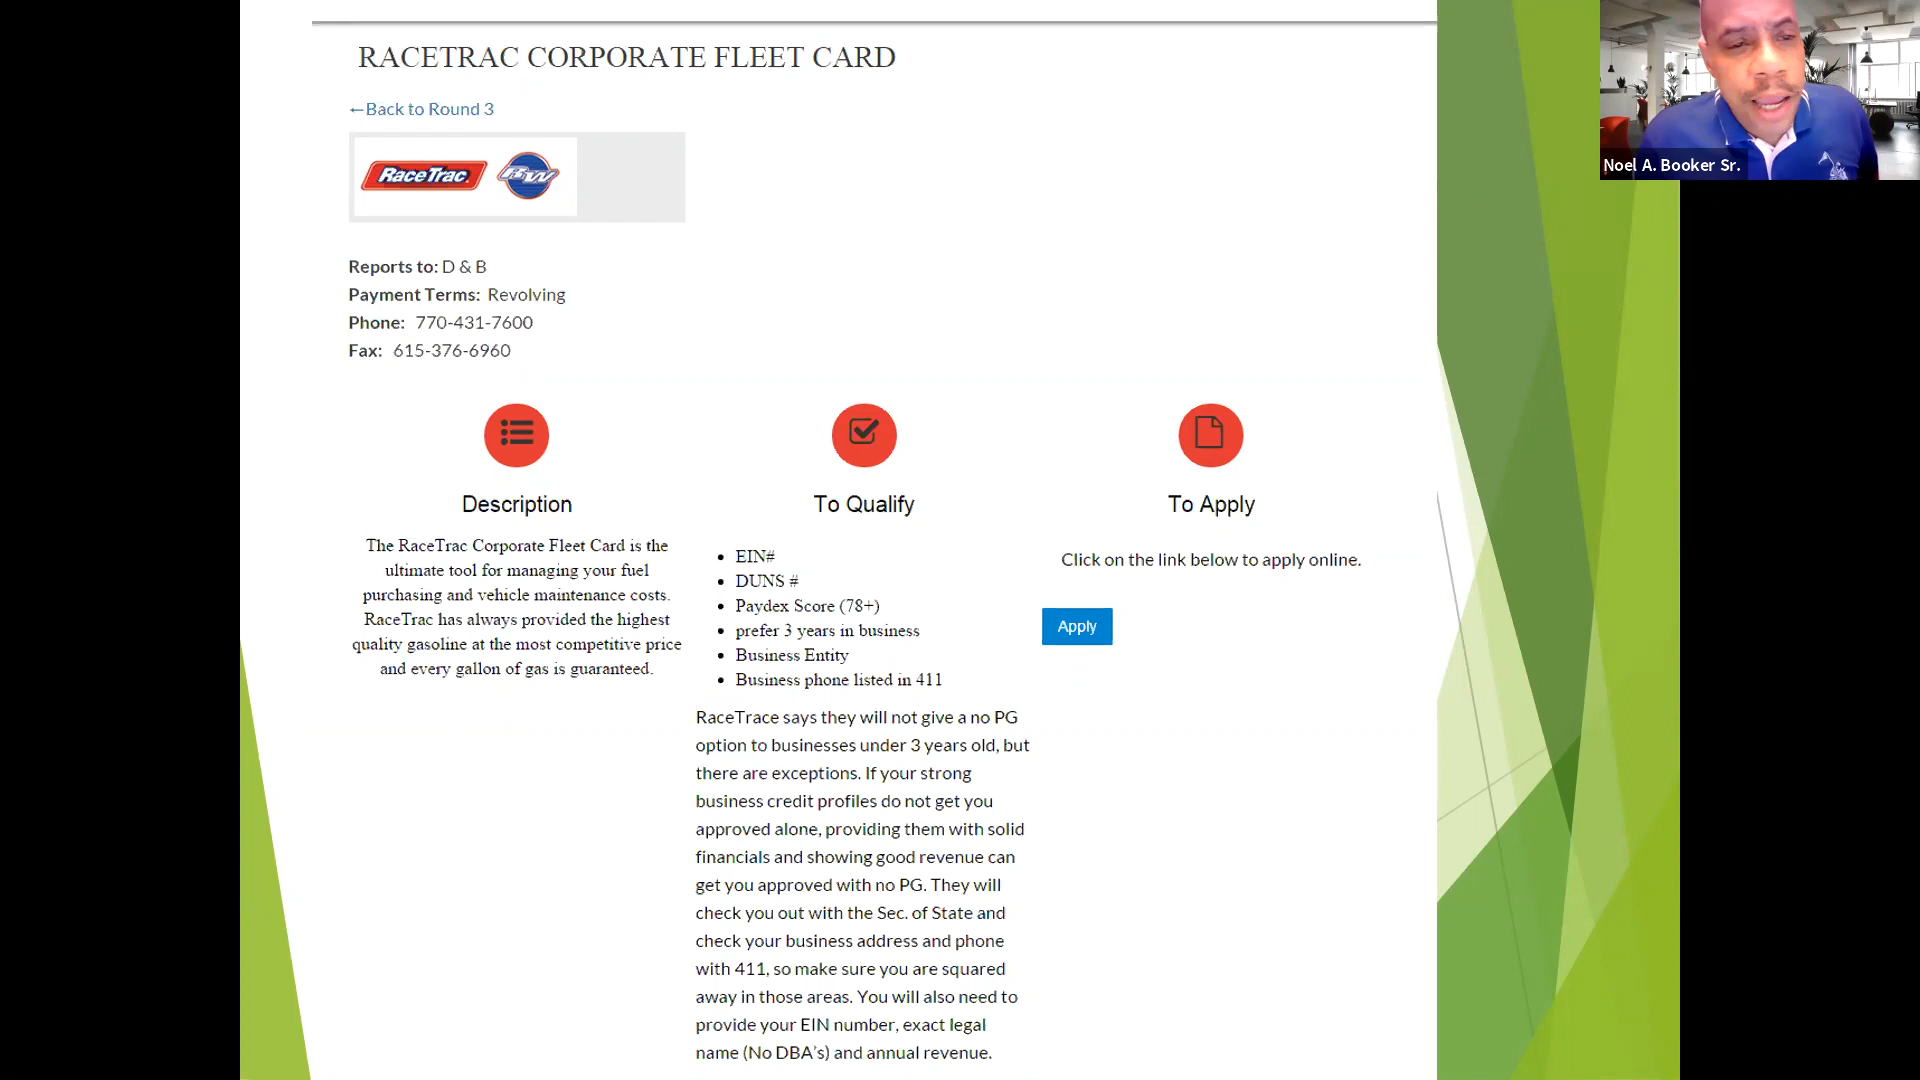 RACETRAC CORPORATE FLEET CARD
←Back to Round 3
RaceTrac
RW
Reports to: D & B
Payment Terms: Revolving
Phone: 770-431-7600
Fax: 615-376-6960
Description
The RaceTrac Corporate Fleet Card is the
ultimate tool for managing your fuel
purchasing and vehicle maintenance costs.
RaceTrac has always provided the highest
quality gasoline at the most competitive price
and every gallon of gas is guaranteed.
To Qualify
• EIN#
• DUNS #
• Paydex Score (78+)
• prefer 3 years in business
• Business Entity
• Business phone listed in 411
RaceTrace says they will not give a no PG
option to businesses under 3 years old, but
there are exceptions. If your strong
business credit profiles do not get you
approved alone, providing them with solid
financials and showing good revenue can
get you approved with no PG. They will
check you out with the Sec. of State and
check your business address and phone
with 411, so make sure you are squared
away in those areas. You will also need to
provide your EIN number, exact legal
name (No DBA's) and annual revenue.
To Apply
Click on the link below to apply online.
Apply
Noel A. Booker Sr.